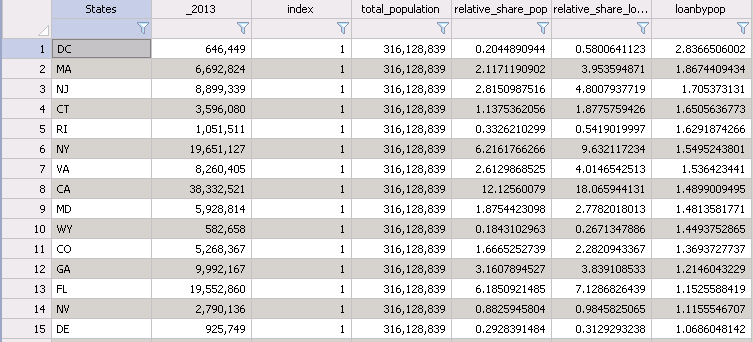 States _2013 index total_population relative_share_pop relative_share_lo... loanbypop
1 DC 646,449 1 316,128,839 0.2044890944 0.5800641123 2.8366506002
2 MA 6,692,824 1 316,128,839 2.1171190902 3.953594871 1.8674409434
3 NJ 8,899,339 1 316,128,839 2.8150987516 4.8007937719 1.705373131
4 CT 3,596,080 1 316,128,839 1.1375362056 1.8775759426 1.6505636773
5 RI 1,051,511 1 316,128,839 0.3326210299 0.5419019997 1.6291874266
6 NY 19,651,127 1 316,128,839 6.2161766266 9.632117234 1.5495243801
7 VA 8,260,405 1 316,128,839 2.6129868525 4.0146542513 1.536423441
8 CA 38,332,521 1 316,128,839 12.12560079 18.065944131 1.4899009495
9 MD 5,928,814 1 316,128,839 1.8754423098 2.7782018013 1.4813581771
10 WY 582,658 1 316,128,839 0.1843102963 0.2671347886 1.4493752865
11 CO 5,268,367 1 316,128,839 1.6665252739 2.2820943367 1.3693727737
12 GA 9,992,167 1 316,128,839 3.1607894527 3.839108533 1.2146043229
13 FL 19,552,860 1 316,128,839 6.1850921485 7.1286826439 1.1525588419
14 NV 2,790,136 1 316,128,839 0.8825945804 0.9845825065 1.1155546707
15 DE 925,749 1 316,128,839 0.2928391484 0.3129293238 1.0686048142